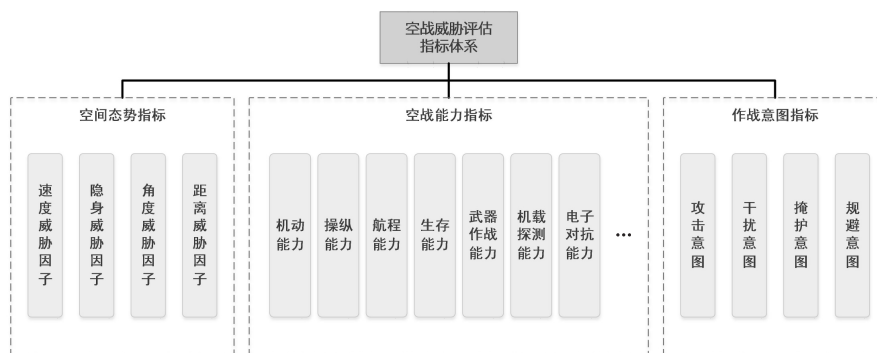 空战威胁评估
指标体系
空间态势指标
空战能力指标
作战意图指标
速度威胁因子
隐身威胁因子
角度威胁因子
距离威胁因子
机动
能力
操纵
能力
航程
能力
生存
能力
武器
作战
能力
机载
探测
能力
电子
对抗
能力
...
攻击意图
干扰意图
掩护意图
规避意图